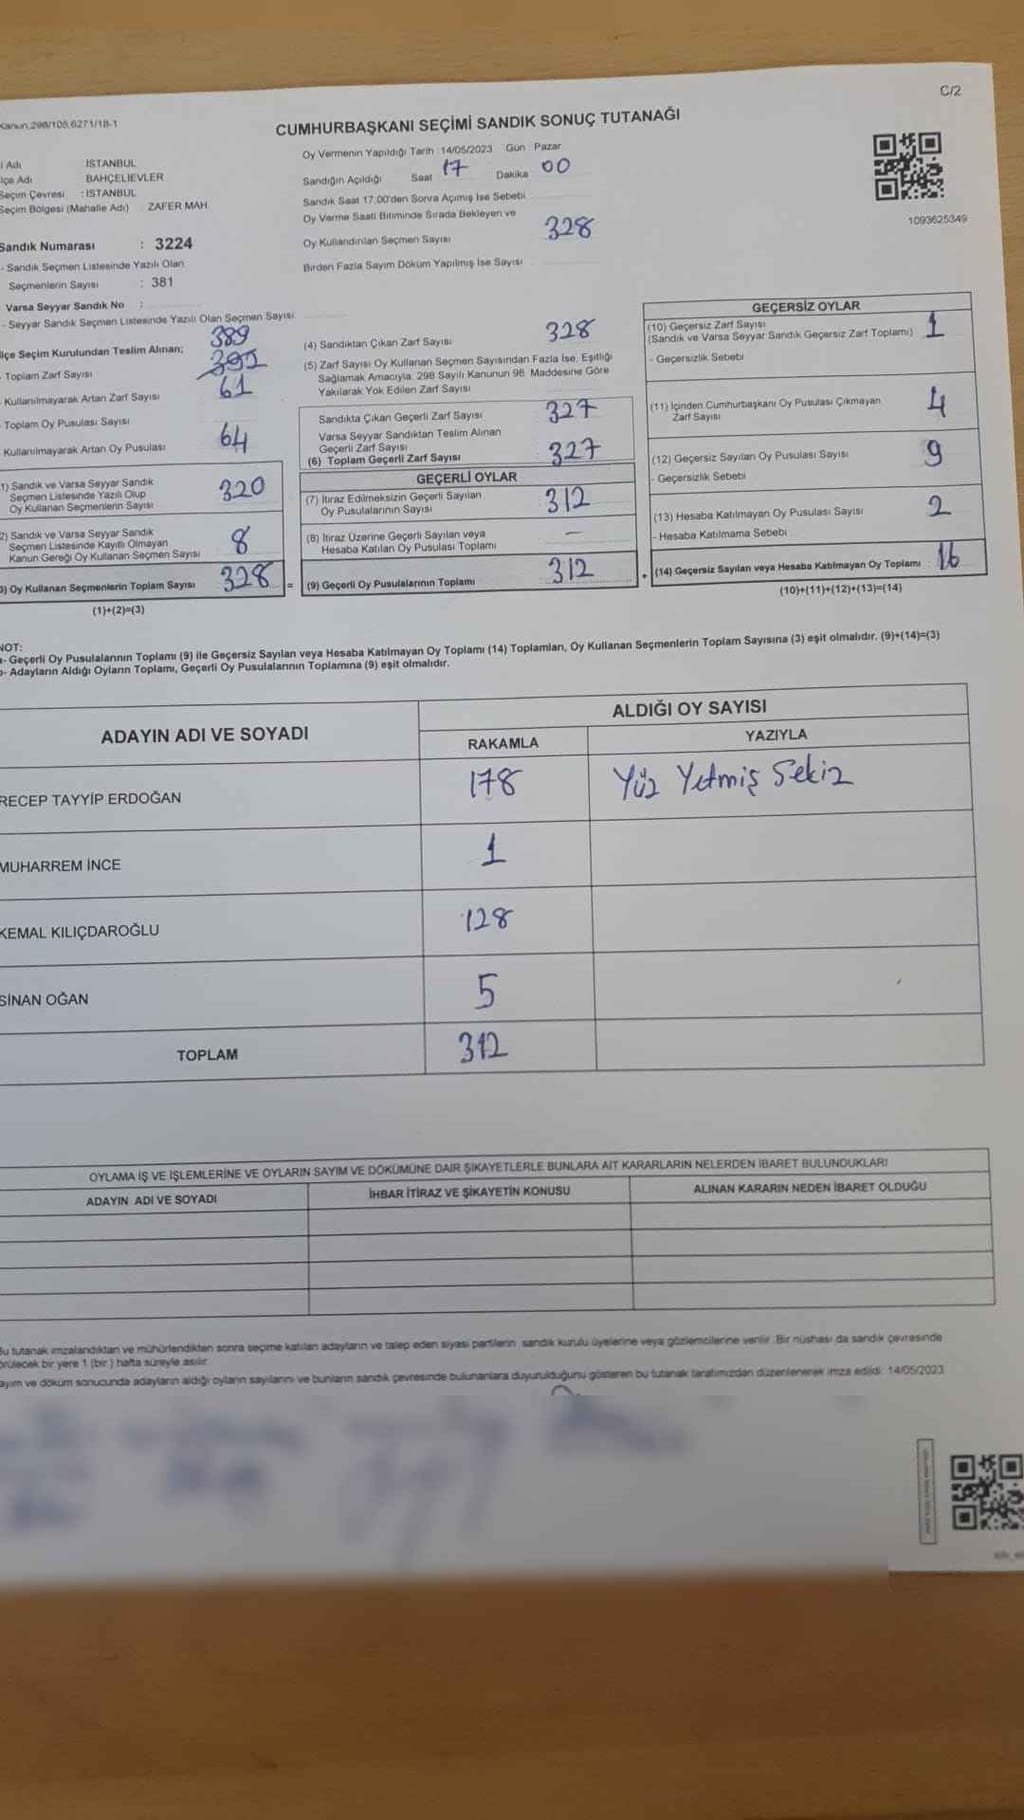 C/2
Kanun:298/105,6271/18-1
CUMHURBAŞKANI SEÇİMİ SANDIK SONUÇ TUTANAĞI
Adı İSTANBUL
İlçe Adı BAHÇELİEVLER
Seçim Çevresi : İSTANBUL
Seçim Bölgesi (Mahalle Adı) ZAFER MAH.
Sandık Numarası : 3224
- Sandık Seçmen Listesinde Yazılı Olan
Seçmenlerin Sayısı : 381
Varsa Seyyar Sandık No :
- Seyyar Sandık Seçmen Listesinde Yazılı Olan Seçmen Sayısı
Oy Vermenin Yapıldığı Tarih : 14/05/2023 Gün : Pazar
Sandığın Açıldığı Saat 17 Dakika 00
Sandık Saat 17:00'den Sonra Açılmış İse Sebebi
Oy Verme Saati Bitiminde Sırada Bekleyen ve
Oy Kullandırılan Seçmen Sayısı 328
Birden Fazla Sayım Döküm Yapılmış İse Sayısı
1093625349
İlçe Seçim Kurulundan Teslim Alınan; 389
- Toplam Zarf Sayısı
- Kullanılmayarak Artan Zarf Sayısı 61
- Toplam Oy Pusulası Sayısı
- Kullanılmayarak Artan Oy Pusulası 64
1) Sandık ve Varsa Seyyar Sandık
Seçmen Listesinde Yazılı Olup
Oy Kullanan Seçmenlerin Sayısı 320
2) Sandık ve Varsa Seyyar Sandık
Seçmen Listesinde Kayıtlı Olmayan
Kanun Gereği Oy Kullanan Seçmen Sayısı 8
3) Oy Kullanan Seçmenlerin Toplam Sayısı 328 =
(1)+(2)=(3)
(4) Sandıktan Çıkan Zarf Sayısı 328
(5) Zarf Sayısı Oy Kullanan Seçmen Sayısından Fazla İse, Eşitliği
Sağlamak Amacıyla, 298 Sayılı Kanunun 98. Maddesine Göre
Yakılarak Yok Edilen Zarf Sayısı
Sandıkta Çıkan Geçerli Zarf Sayısı 327
Varsa Seyyar Sandıktan Teslim Alınan
Geçerli Zarf Sayısı
(6) Toplam Geçerli Zarf Sayısı 327
GEÇERLİ OYLAR
(7) İtiraz Edilmeksizin Geçerli Sayılan
Oy Pusulalarının Sayısı 312
(8) İtiraz Üzerine Geçerli Sayılan veya
Hesaba Katılan Oy Pusulası Toplamı —
(9) Geçerli Oy Pusulalarının Toplamı 312 +
GEÇERSİZ OYLAR
(10) Geçersiz Zarf Sayısı
(Sandık ve Varsa Seyyar Sandık Geçersiz Zarf Toplamı) 1
- Geçersizlik Sebebi
(11) İçinden Cumhurbaşkanı Oy Pusulası Çıkmayan
Zarf Sayısı 4
(12) Geçersiz Sayılan Oy Pusulası Sayısı 9
- Geçersizlik Sebebi
(13) Hesaba Katılmayan Oy Pusulası Sayısı 2
- Hesaba Katılmama Sebebi
(14) Geçersiz Sayılan veya Hesaba Katılmayan Oy Toplamı : 16
(10)+(11)+(12)+(13)=(14)
NOT:
a- Geçerli Oy Pusulalarının Toplamı (9) ile Geçersiz Sayılan veya Hesaba Katılmayan Oy Toplamı (14) Toplamları, Oy Kullanan Seçmenlerin Toplam Sayısına (3) eşit olmalıdır. (9)+(14)=(3)
b- Adayların Aldığı Oyların Toplamı, Geçerli Oy Pusulalarının Toplamına (9) eşit olmalıdır.
ADAYIN ADI VE SOYADI ALDIĞI OY SAYISI
RAKAMLA YAZIYLA
RECEP TAYYİP ERDOĞAN 178 Yüz Yetmiş Sekiz
MUHARREM İNCE 1
KEMAL KILIÇDAROĞLU 128
SİNAN OĞAN 5
TOPLAM 312
OYLAMA İŞ VE İŞLEMLERİNE VE OYLARIN SAYIM VE DÖKÜMÜNE DAİR ŞİKAYETLERLE BUNLARA AİT KARARLARIN NELERDEN İBARET BULUNDUKLARI
ADAYIN ADI VE SOYADI İHBAR İTİRAZ VE ŞİKAYETİN KONUSU ALINAN KARARIN NEDEN İBARET OLDUĞU
Bu tutanak imzalandıktan ve mühürlendikten sonra seçime katılan adayların ve talep eden siyasi partilerin sandık kurulu üyelerine veya gözlemcilerine verilir. Bir nüshası da sandık çevresinde
görülecek bir yere 1 (bir) hafta süreyle asılır.
Sayım ve döküm sonucunda adayların aldığı oyların sayılarını ve bunların sandık çevresinde bulunanlara duyurulduğunu gösteren bu tutanak tarafımızdan düzenlenerek imza edildi. 14/05/2023